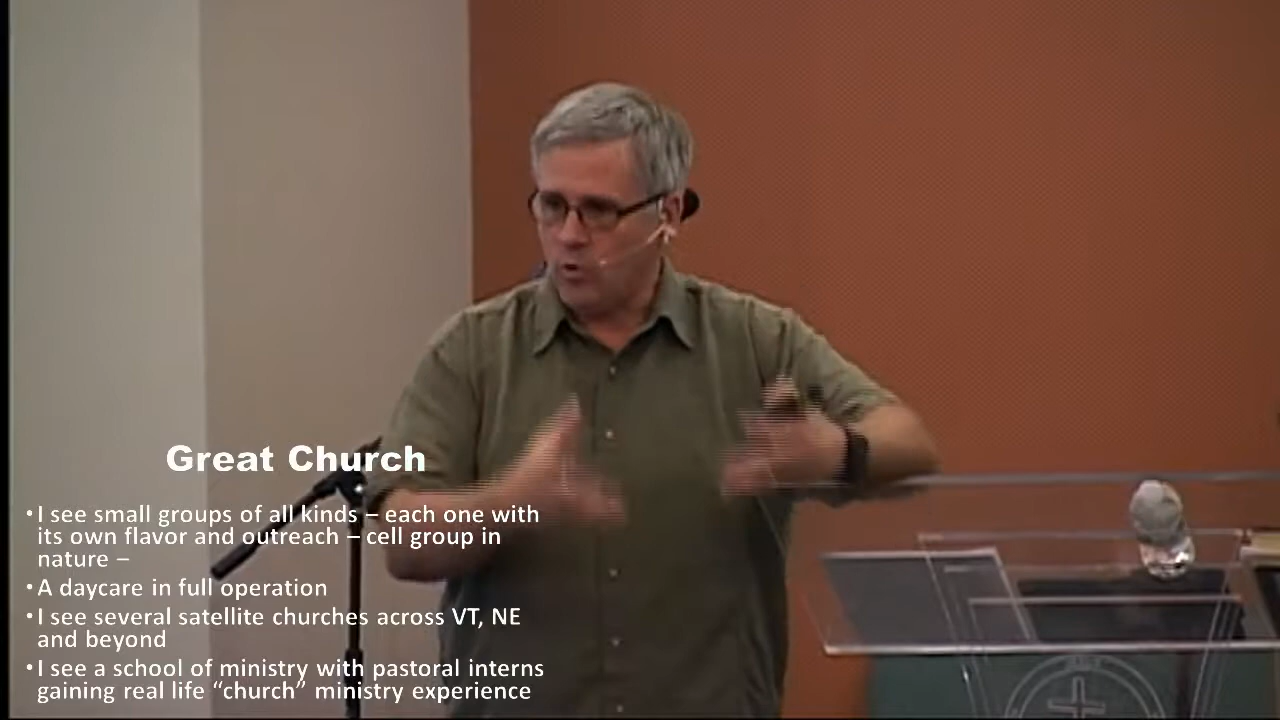 Great Church
•I see small groups of all kinds – each one with
its own flavor and outreach – cell group in
nature –
•A daycare in full operation
•I see several satellite churches across VT, NE
and beyond
•I see a school of ministry with pastoral interns
gaining real life “church” ministry experience